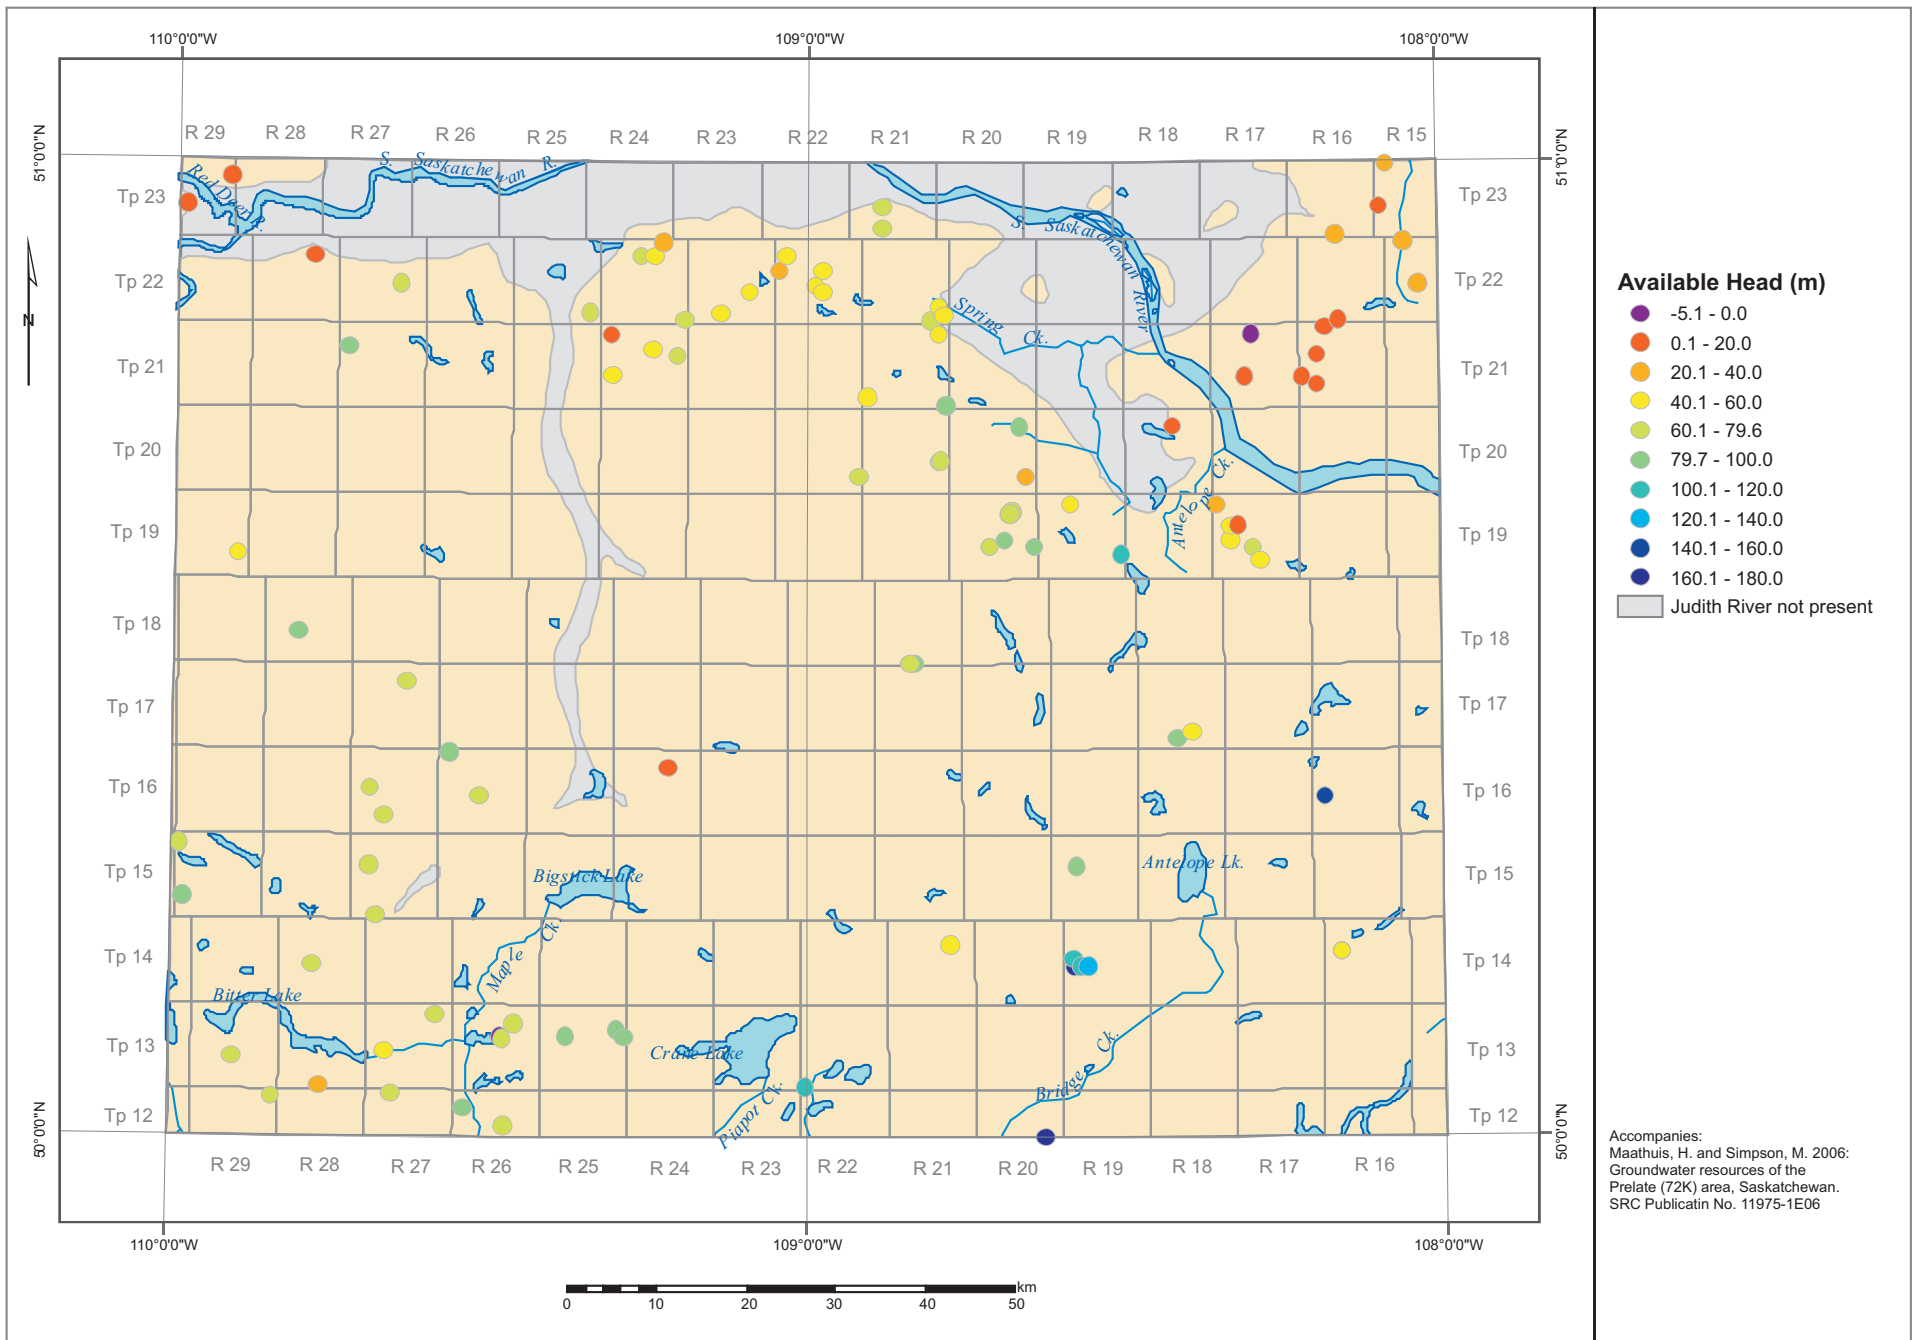 110°0'0"W 109°0'0"W 108°0'0"W
51°0'0"N
51°0'0"N
R 29 R 28 R 27 R 26 R 25 R 24 R 23 R 22 R 21 R 20 R 19 R 18 R 17 R 16 R 15
Red Deer R.
S. Saskatchewan R.
S. Saskatchewan River
Tp 23 Tp 23
Tp 22 Tp 22
Spring Ck.
N
Tp 21 Tp 21
Tp 20 Tp 20
Antelope Ck.
Tp 19 Tp 19
Tp 18 Tp 18
Tp 17 Tp 17
Tp 16 Tp 16
Tp 15 Tp 15
Bigstick Lake
Antelope Lk.
Tp 14 Tp 14
Maple Ck.
Bitter Lake
Tp 13 Tp 13
Crane Lake
Bridge Ck.
Piapot Ck.
Tp 12 Tp 12
50°0'0"N
50°0'0"N
R 29 R 28 R 27 R 26 R 25 R 24 R 23 R 22 R 21 R 20 R 19 R 18 R 17 R 16
110°0'0"W 109°0'0"W 108°0'0"W
km
0 10 20 30 40 50
Available Head (m)
-5.1 - 0.0
0.1 - 20.0
20.1 - 40.0
40.1 - 60.0
60.1 - 79.6
79.7 - 100.0
100.1 - 120.0
120.1 - 140.0
140.1 - 160.0
160.1 - 180.0
Judith River not present
Accompanies:
Maathuis, H. and Simpson, M. 2006:
Groundwater resources of the
Prelate (72K) area, Saskatchewan.
SRC Publicatin No. 11975-1E06